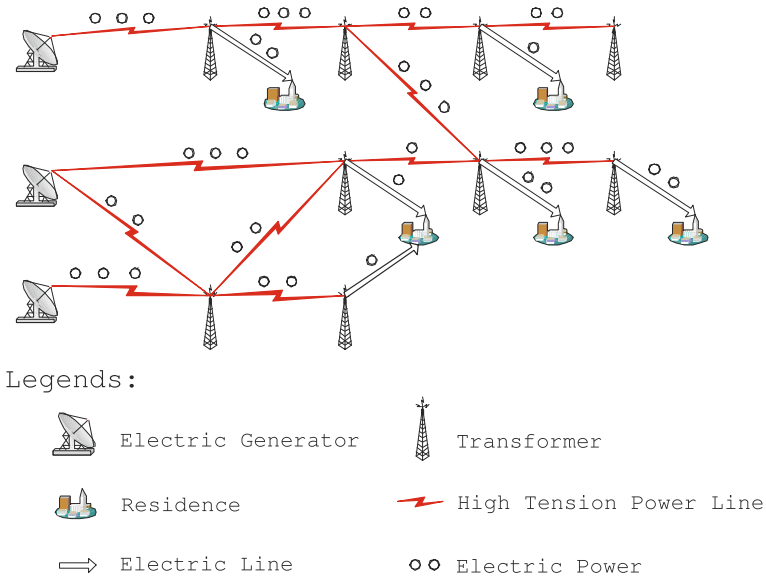 Legends:
Electric Generator
Transformer
Residence
High Tension Power Line
Electric Line
Electric Power